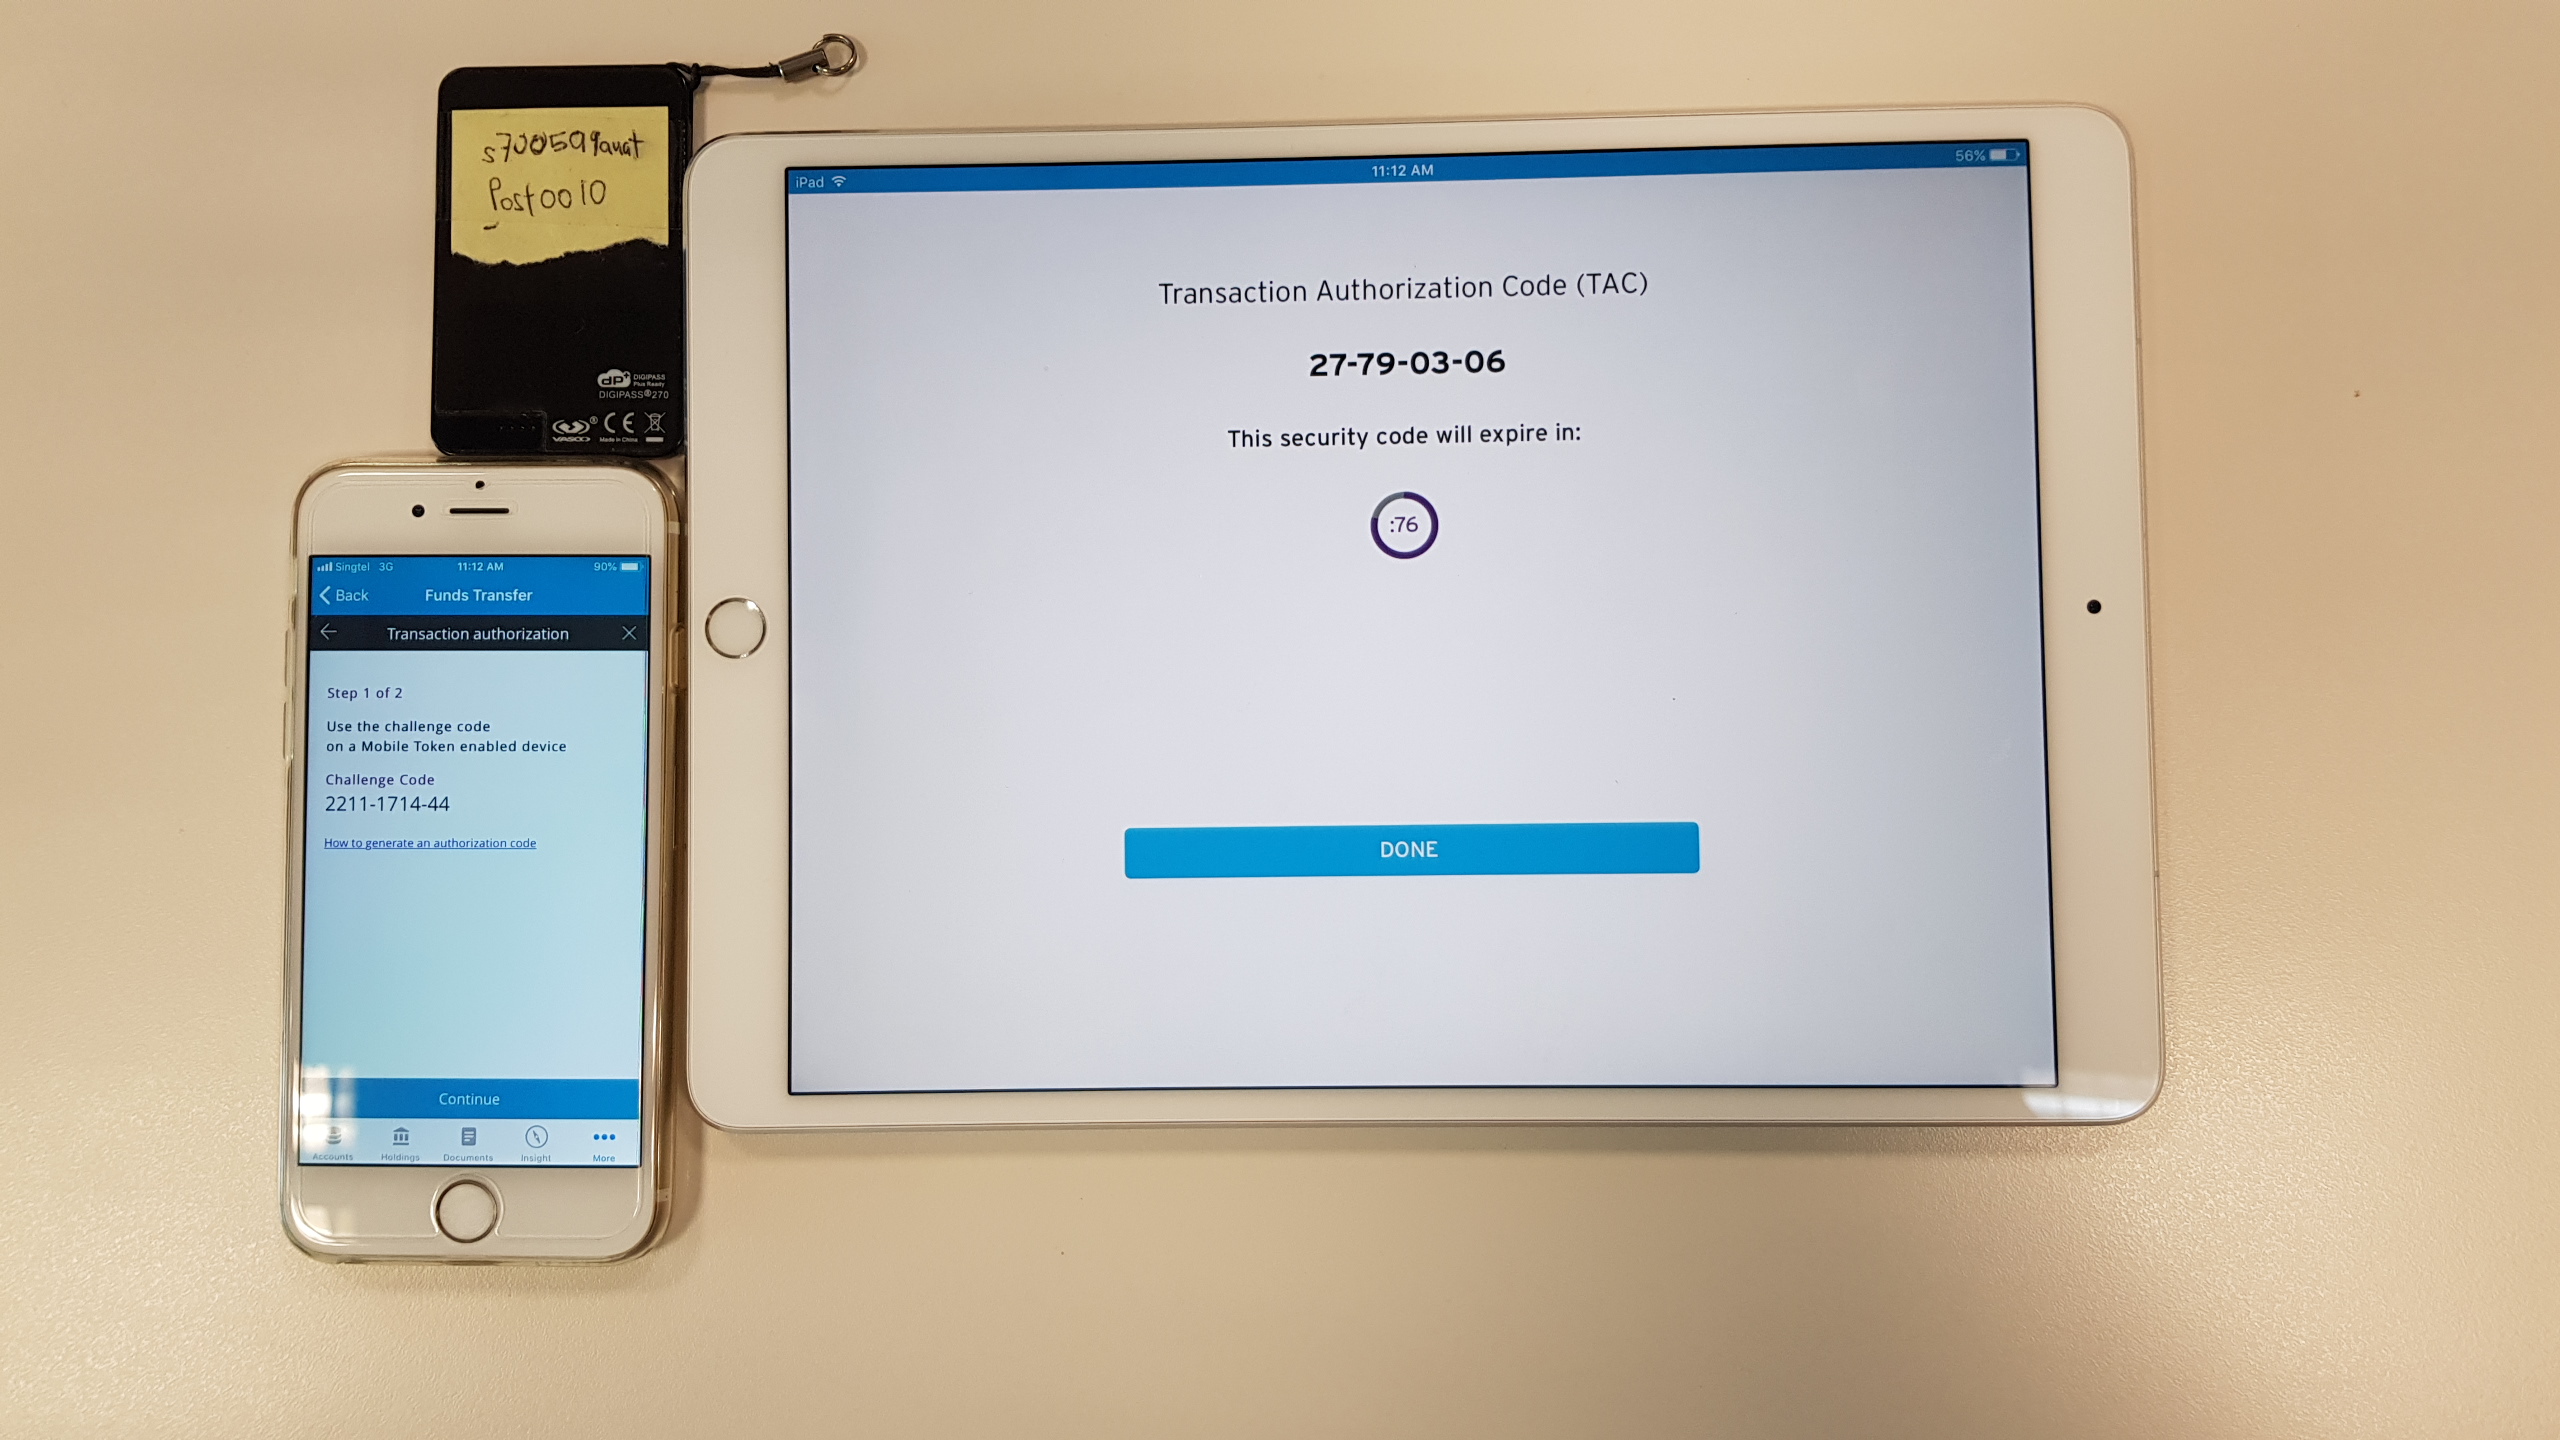 Singtel 3G 11:12 AM 90%
Back Funds Transfer
Transaction authorization
Step 1 of 2
Use the challenge code
on a Mobile Token enabled device
Challenge Code
2211-1714-44
How to generate an authorization code
Continue
Accounts Holdings Documents Insight More
Post0010
DIGIPASS
Plus Ready
DIGIPASS®270
VASCO
Made in China
CE
iPad 11:12 AM 56%
Transaction Authorization Code (TAC)
27-79-03-06
This security code will expire in:
:76
DONE